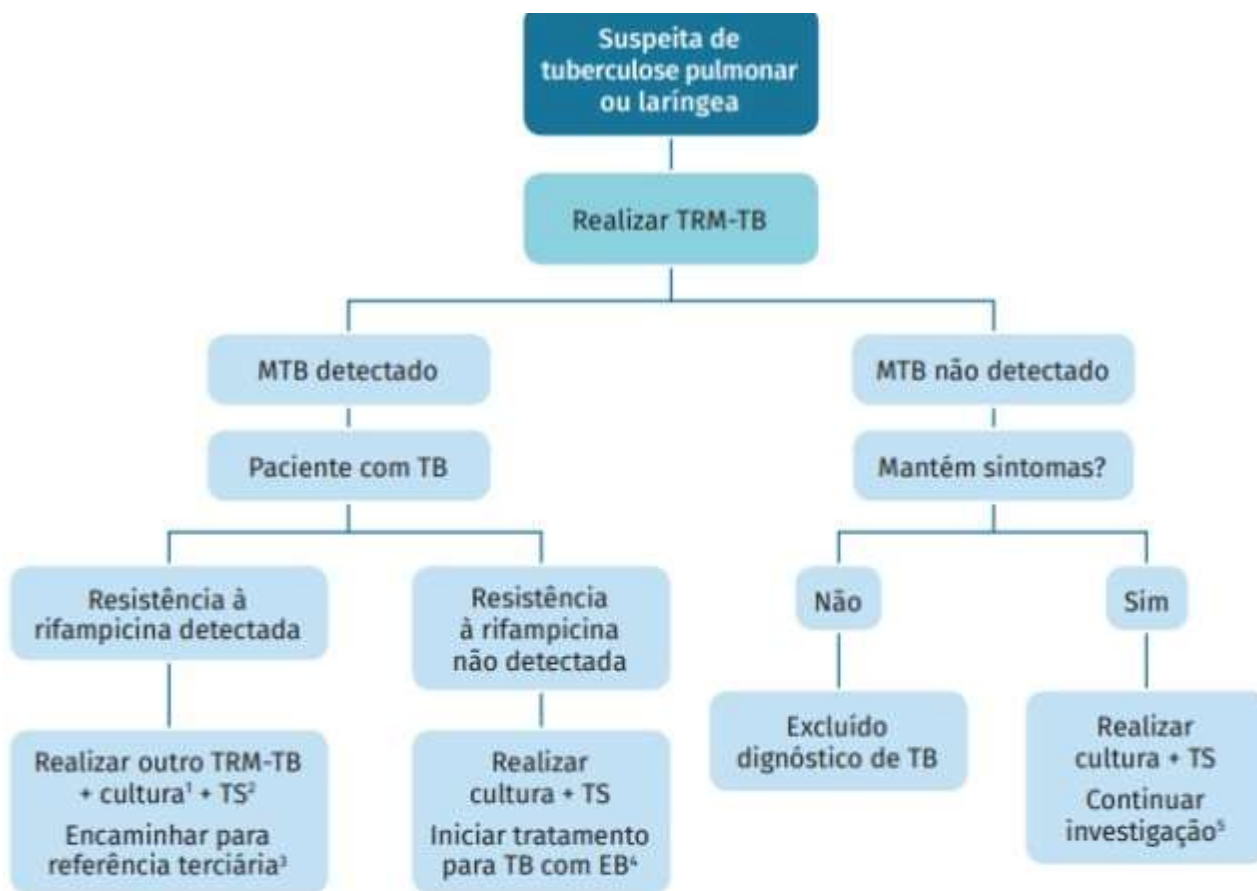 Suspeita de
tuberculose pulmonar
ou laríngea
Realizar TRM-TB
MTB detectado
MTB não detectado
Paciente com TB
Mantém sintomas?
Resistência à
rifampicina detectada
Resistência
à rifampicina
não detectada
Não
Sim
Realizar outro TRM-TB
+ cultura¹ + TS²
Encaminhar para
referência terciária³
Realizar
cultura + TS
Iniciar tratamento
para TB com EB⁴
Excluído
dignóstico de TB
Realizar
cultura + TS
Continuar
investigação⁵